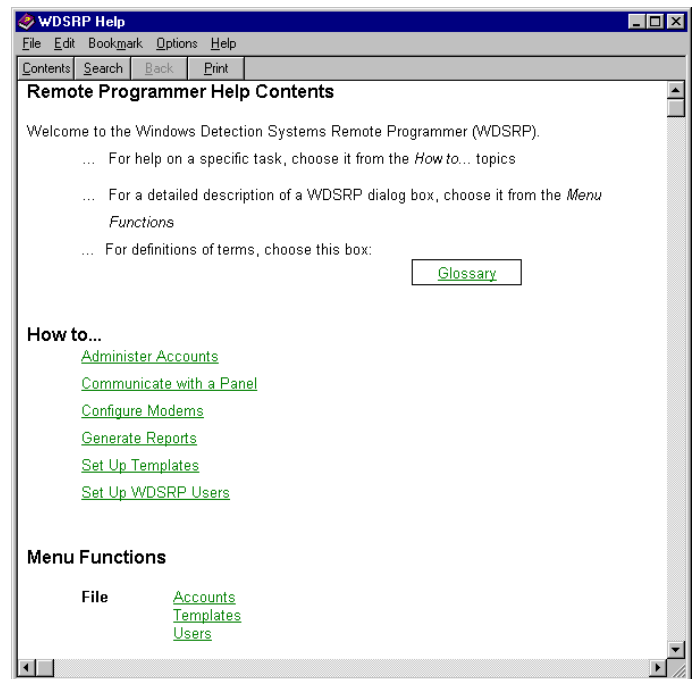 WDSRP Help
File Edit Bookmark Options Help
Contents Search Back Print
Remote Programmer Help Contents
Welcome to the Windows Detection Systems Remote Programmer (WDSRP).
... For help on a specific task, choose it from the How to... topics
... For a detailed description of a WDSRP dialog box, choose it from the Menu
Functions
... For definitions of terms, choose this box:
Glossary
How to...
Administer Accounts
Communicate with a Panel
Configure Modems
Generate Reports
Set Up Templates
Set Up WDSRP Users
Menu Functions
File Accounts
Templates
Users